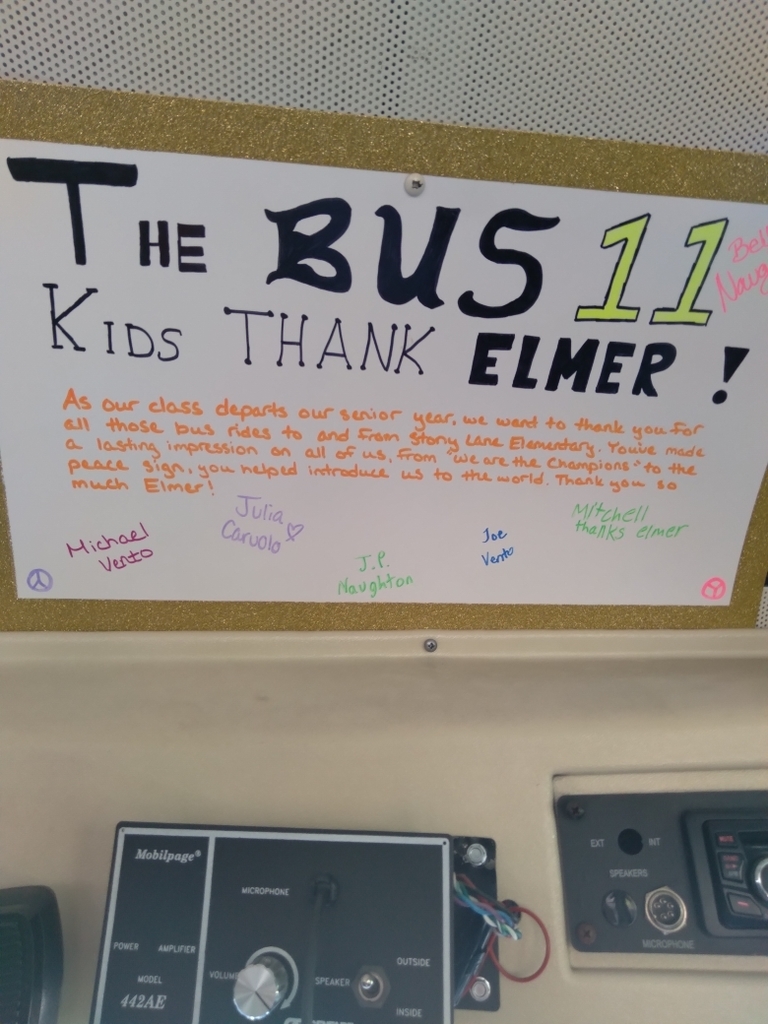 THE BUS 11
KIDS THANK ELMER!
As our class departs our senior year, we want to thank you for
all those bus rides to and from Stony Lane Elementary. You've made
a lasting impression on all of us. From "we are the Champions" to the
peace sign, you helped introduce us to the world. Thank you so
much Elmer!
Michael
Vento
Julia
Caruolo
J.P.
Naughton
Joe
Vento
Mitchell
thanks elmer
Mobilpage®
MICROPHONE
POWER AMPLIFIER
MODEL
442AE
VOLUME
SPEAKER
OUTSIDE
INSIDE
EXT INT
SPEAKERS
MICROPHONE